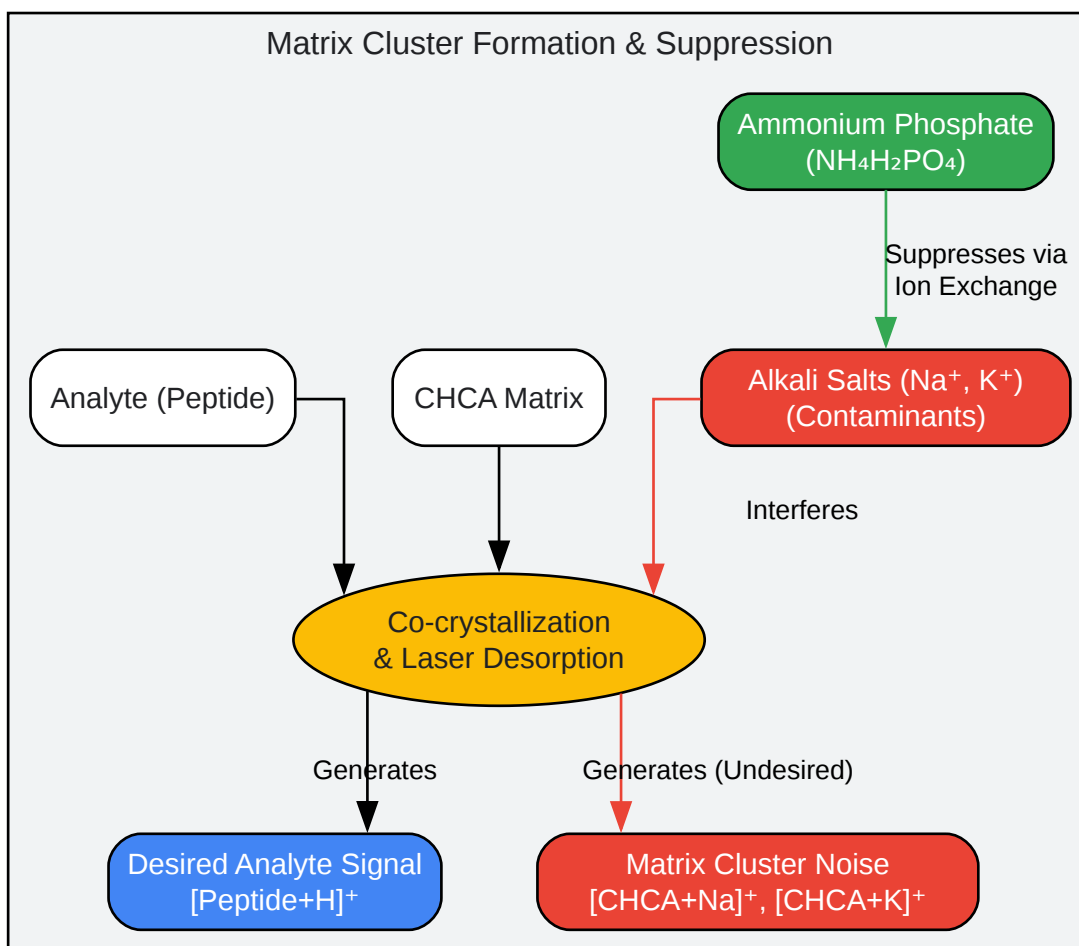 Matrix Cluster Formation & Suppression
Ammonium Phosphate
(NH₄H₂PO₄)
Suppresses via
Ion Exchange
Analyte (Peptide)
CHCA Matrix
Alkali Salts (Na⁺, K⁺)
(Contaminants)
Interferes
Co-crystallization
& Laser Desorption
Generates
Generates (Undesired)
Desired Analyte Signal
[Peptide+H]⁺
Matrix Cluster Noise
[CHCA+Na]⁺, [CHCA+K]⁺